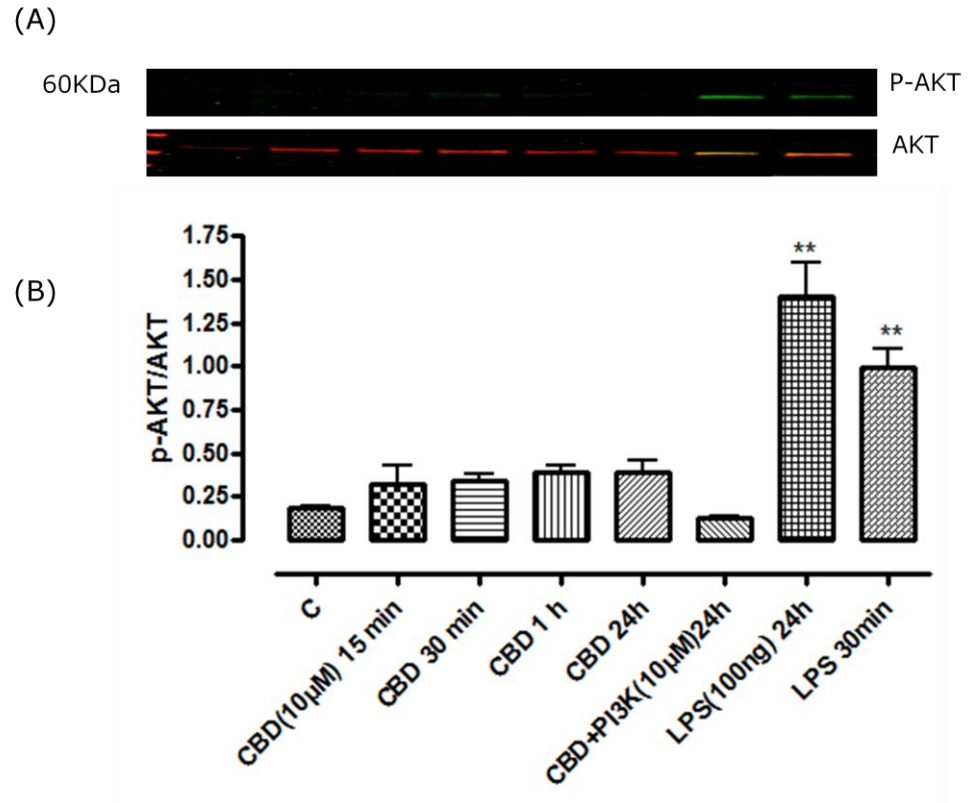 (A)
60KDa
P-AKT
AKT
(B)
p-AKT/AKT
1.75
1.50
1.25
1.00
0.75
0.50
0.25
0.00
**
**
C
CBD(10µM) 15 min
CBD 30 min
CBD 1 h
CBD 24h
CBD+PI3K(10µM)24h
LPS(100ng) 24h
LPS 30min